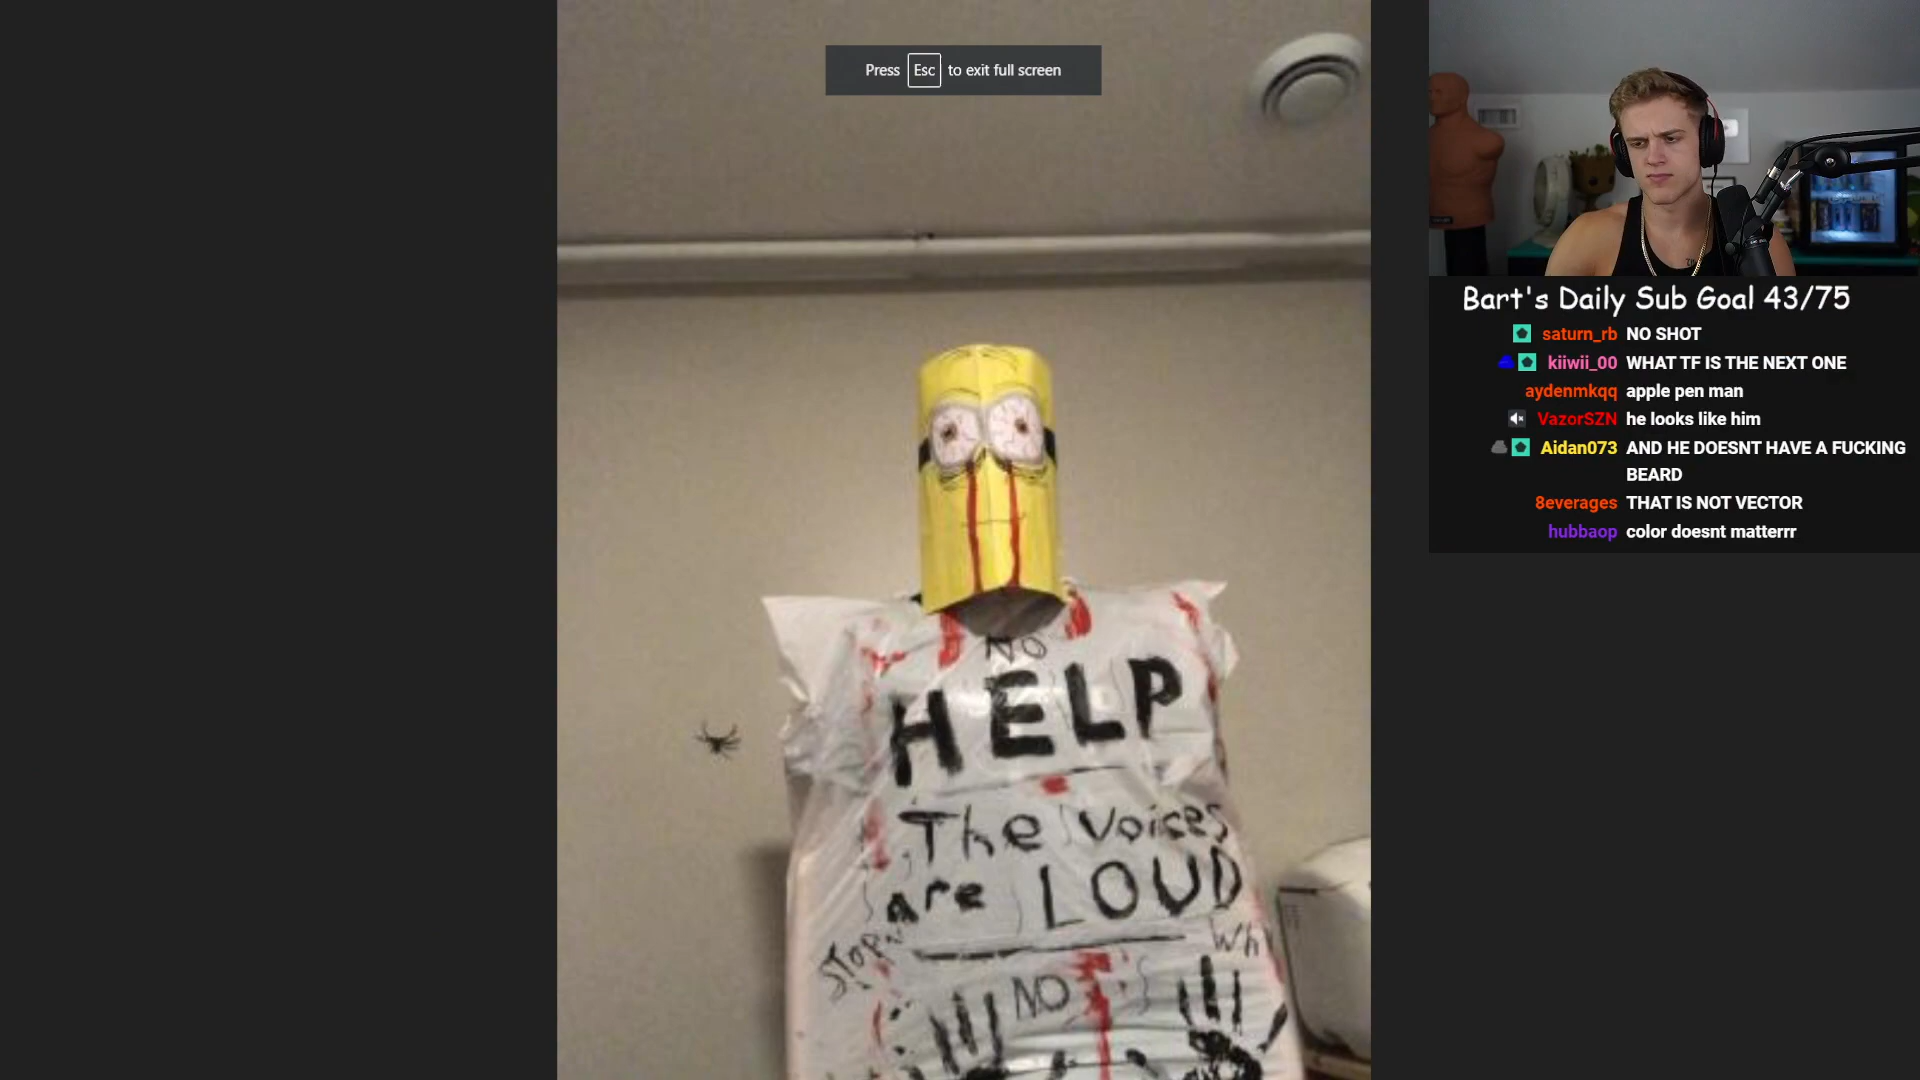 Press Esc to exit full screen
NO
HELP
The Voices
are LOUD
STOP
Wh
NO
Bart's Daily Sub Goal 43/75
saturn_rb NO SHOT
kiiwii_00 WHAT TF IS THE NEXT ONE
aydenmkqq apple pen man
VazorSZN he looks like him
Aidan073 AND HE DOESNT HAVE A FUCKING
BEARD
8everages THAT IS NOT VECTOR
hubbaop color doesnt matterrr